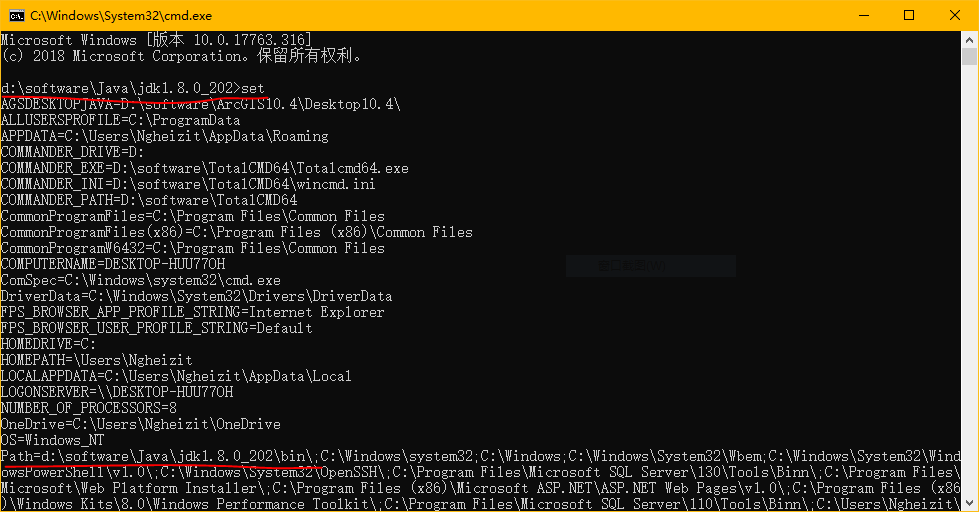 C:\Windows\System32\cmd.exe
Microsoft Windows [版本 10.0.17763.316]
(c) 2018 Microsoft Corporation。保留所有权利。
d:\software\Java\jdk1.8.0_202>set
AGSDESKTOPJAVA=D:\software\ArcGIS10.4\Desktop10.4\
ALLUSERSPROFILE=C:\ProgramData
APPDATA=C:\Users\Ngheizit\AppData\Roaming
COMMANDER_DRIVE=D:
COMMANDER_EXE=D:\software\TotalCMD64\Totalcmd64.exe
COMMANDER_INI=D:\software\TotalCMD64\wincmd.ini
COMMANDER_PATH=D:\software\TotalCMD64
CommonProgramFiles=C:\Program Files\Common Files
CommonProgramFiles(x86)=C:\Program Files (x86)\Common Files
CommonProgramW6432=C:\Program Files\Common Files
COMPUTERNAME=DESKTOP-HUU77OH
ComSpec=C:\Windows\system32\cmd.exe
DriverData=C:\Windows\System32\Drivers\DriverData
FPS_BROWSER_APP_PROFILE_STRING=Internet Explorer
FPS_BROWSER_USER_PROFILE_STRING=Default
HOMEDRIVE=C:
HOMEPATH=\Users\Ngheizit
LOCALAPPDATA=C:\Users\Ngheizit\AppData\Local
LOGONSERVER=\\DESKTOP-HUU77OH
NUMBER_OF_PROCESSORS=8
OneDrive=C:\Users\Ngheizit\OneDrive
OS=Windows_NT
Path=d:\software\Java\jdk1.8.0_202\bin\;C:\Windows\system32;C:\Windows;C:\Windows\System32\Wbem;C:\Windows\System32\Wind
owsPowerShell\v1.0\;C:\Windows\System32\OpenSSH\;C:\Program Files\Microsoft SQL Server\130\Tools\Binn\;C:\Program Files\
Microsoft\Web Platform Installer\;C:\Program Files (x86)\Microsoft ASP.NET\ASP.NET Web Pages\v1.0\;C:\Program Files (x86
)\Windows Kits\8.0\Windows Performance Toolkit\;C:\Program Files\Microsoft SQL Server\110\Tools\Binn\;C:\Users\Ngheizit\